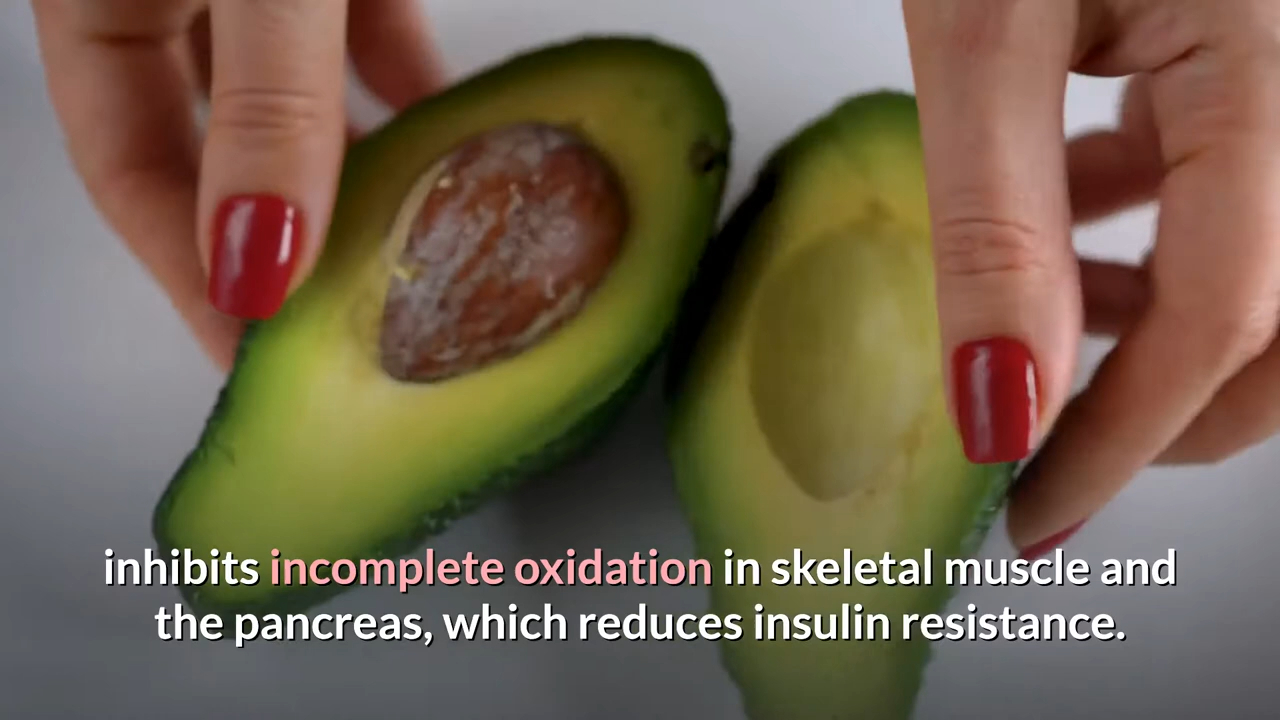 inhibits incomplete oxidation in skeletal muscle and
the pancreas, which reduces insulin resistance.